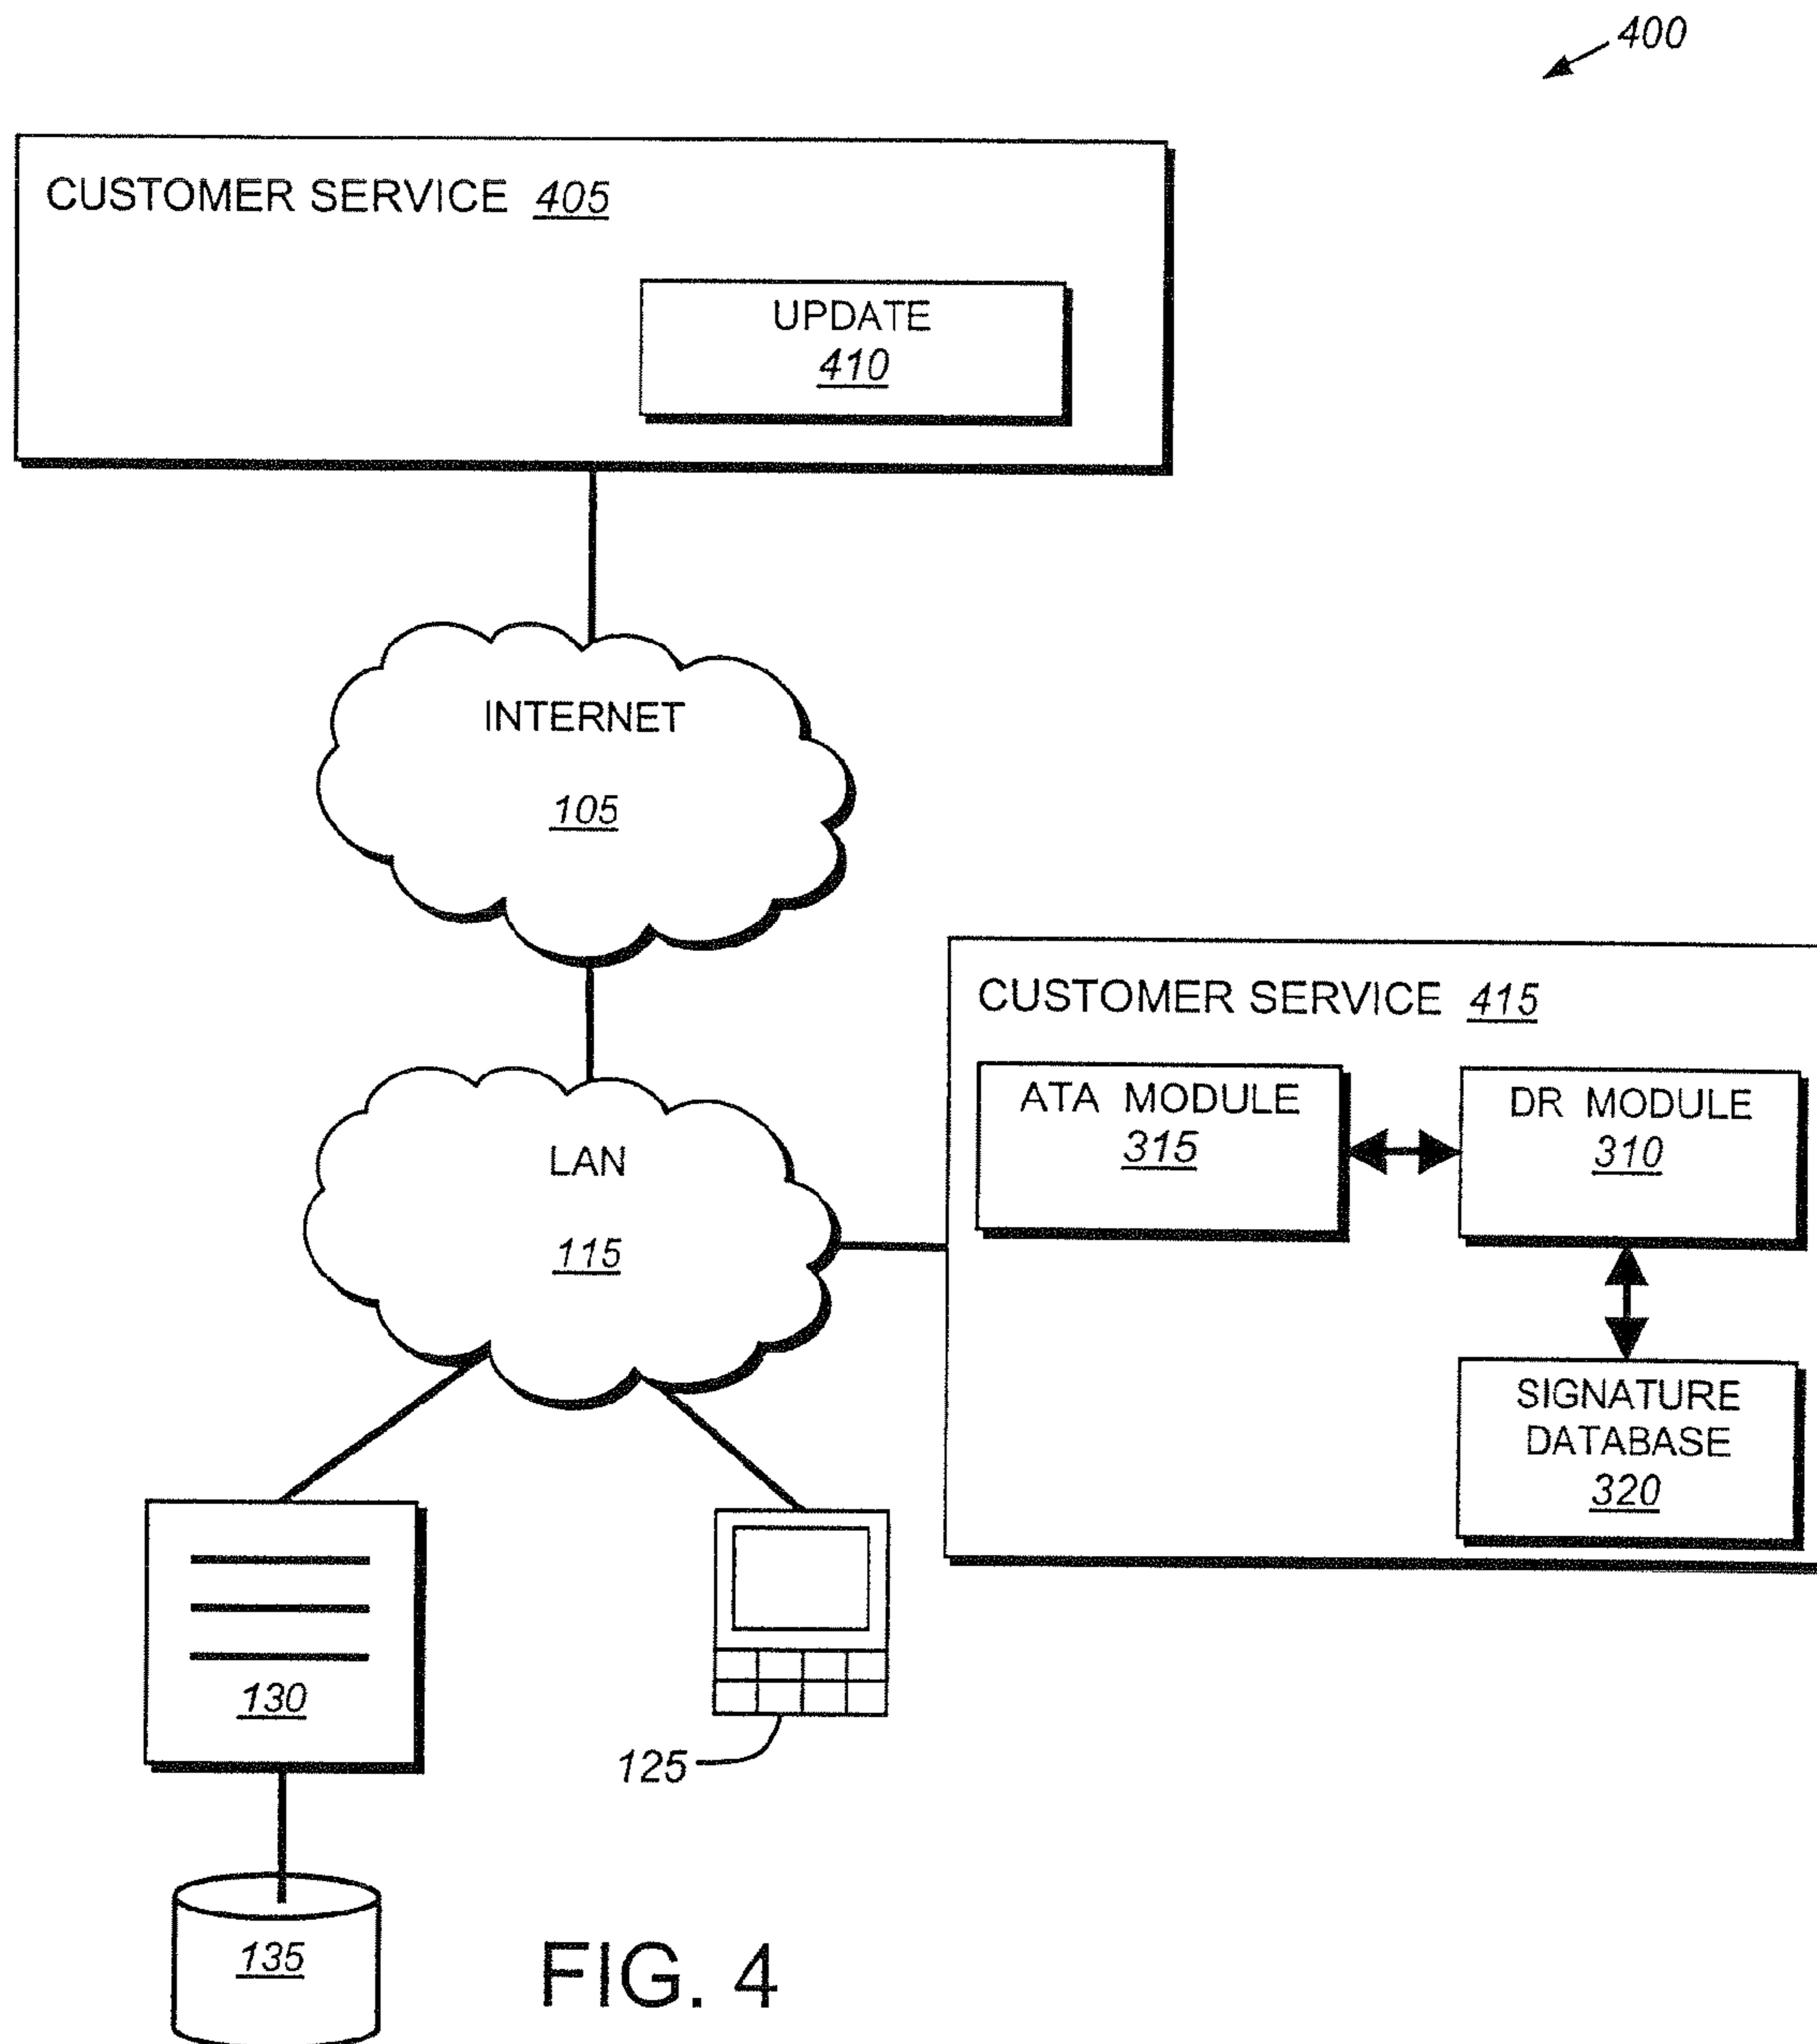 400
CUSTOMER SERVICE 405
UPDATE
410
INTERNET
105
CUSTOMER SERVICE 415
ATA MODULE
315
DR MODULE
310
LAN
115
SIGNATURE
DATABASE
320
130
125
135
FIG. 4